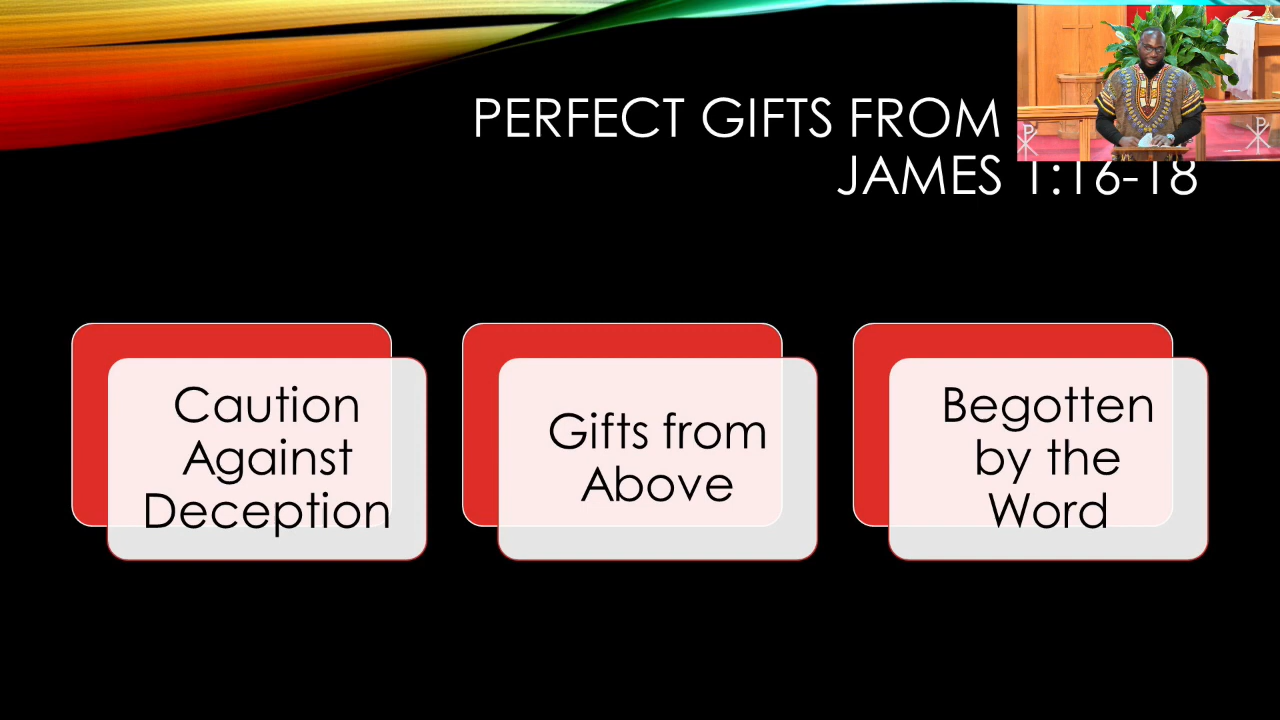 PERFECT GIFTS FROM
JAMES 1:16-18
Caution
Against
Deception
Gifts from
Above
Begotten
by the
Word